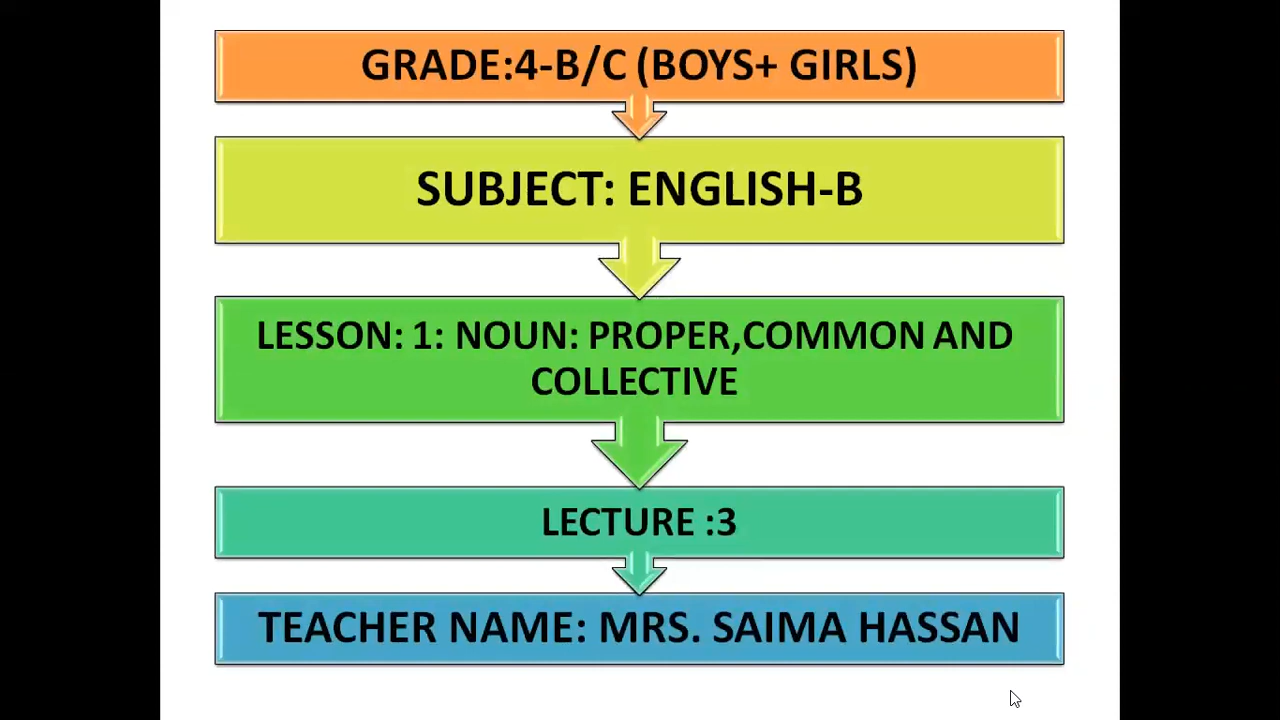 GRADE:4-B/C (BOYS+ GIRLS)
SUBJECT: ENGLISH-B
LESSON: 1: NOUN: PROPER,COMMON AND
COLLECTIVE
LECTURE :3
TEACHER NAME: MRS. SAIMA HASSAN